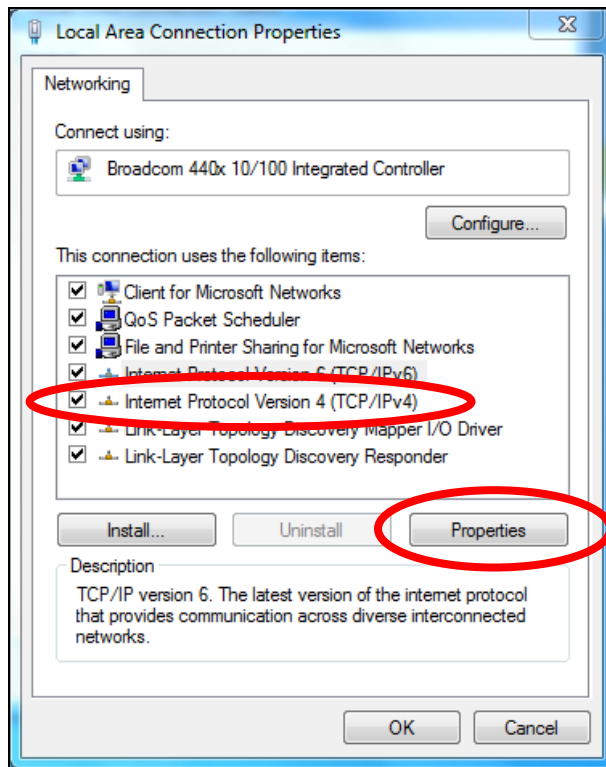 Local Area Connection Properties
Networking
Connect using:
Broadcom 440x 10/100 Integrated Controller
Configure...
This connection uses the following items:
Client for Microsoft Networks
QoS Packet Scheduler
File and Printer Sharing for Microsoft Networks
Internet Protocol Version 6 (TCP/IPv6)
Internet Protocol Version 4 (TCP/IPv4)
Link-Layer Topology Discovery Mapper I/O Driver
Link-Layer Topology Discovery Responder
Install... Uninstall Properties
Description
TCP/IP version 6. The latest version of the internet protocol
that provides communication across diverse interconnected
networks.
OK Cancel